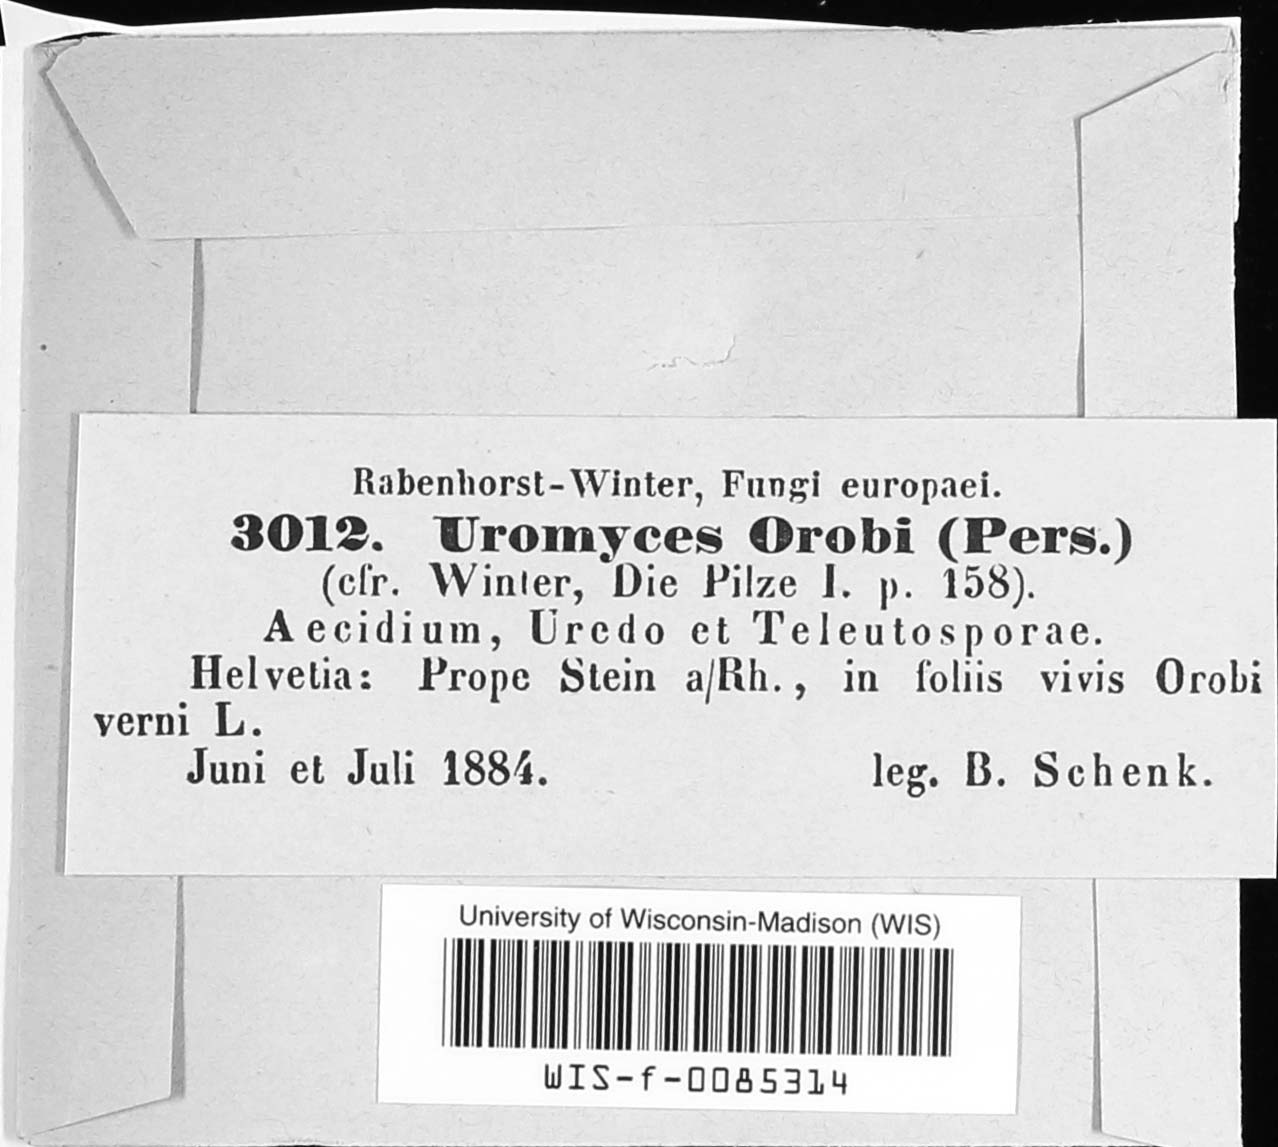 Rabenhorst-Winter, Fungi europaei.
3012. Uromyces Orobi (Pers.)
(cfr. Winter, Die Pilze I. p. 158).
Aecidium, Uredo et Teleutosporae.
Helvetia: Prope Stein a/Rh., in foliis vivis Orobi
verni L.
Juni et Juli 1884. leg. B. Schenk.
University of Wisconsin-Madison (WIS)
WIS-f-0085314